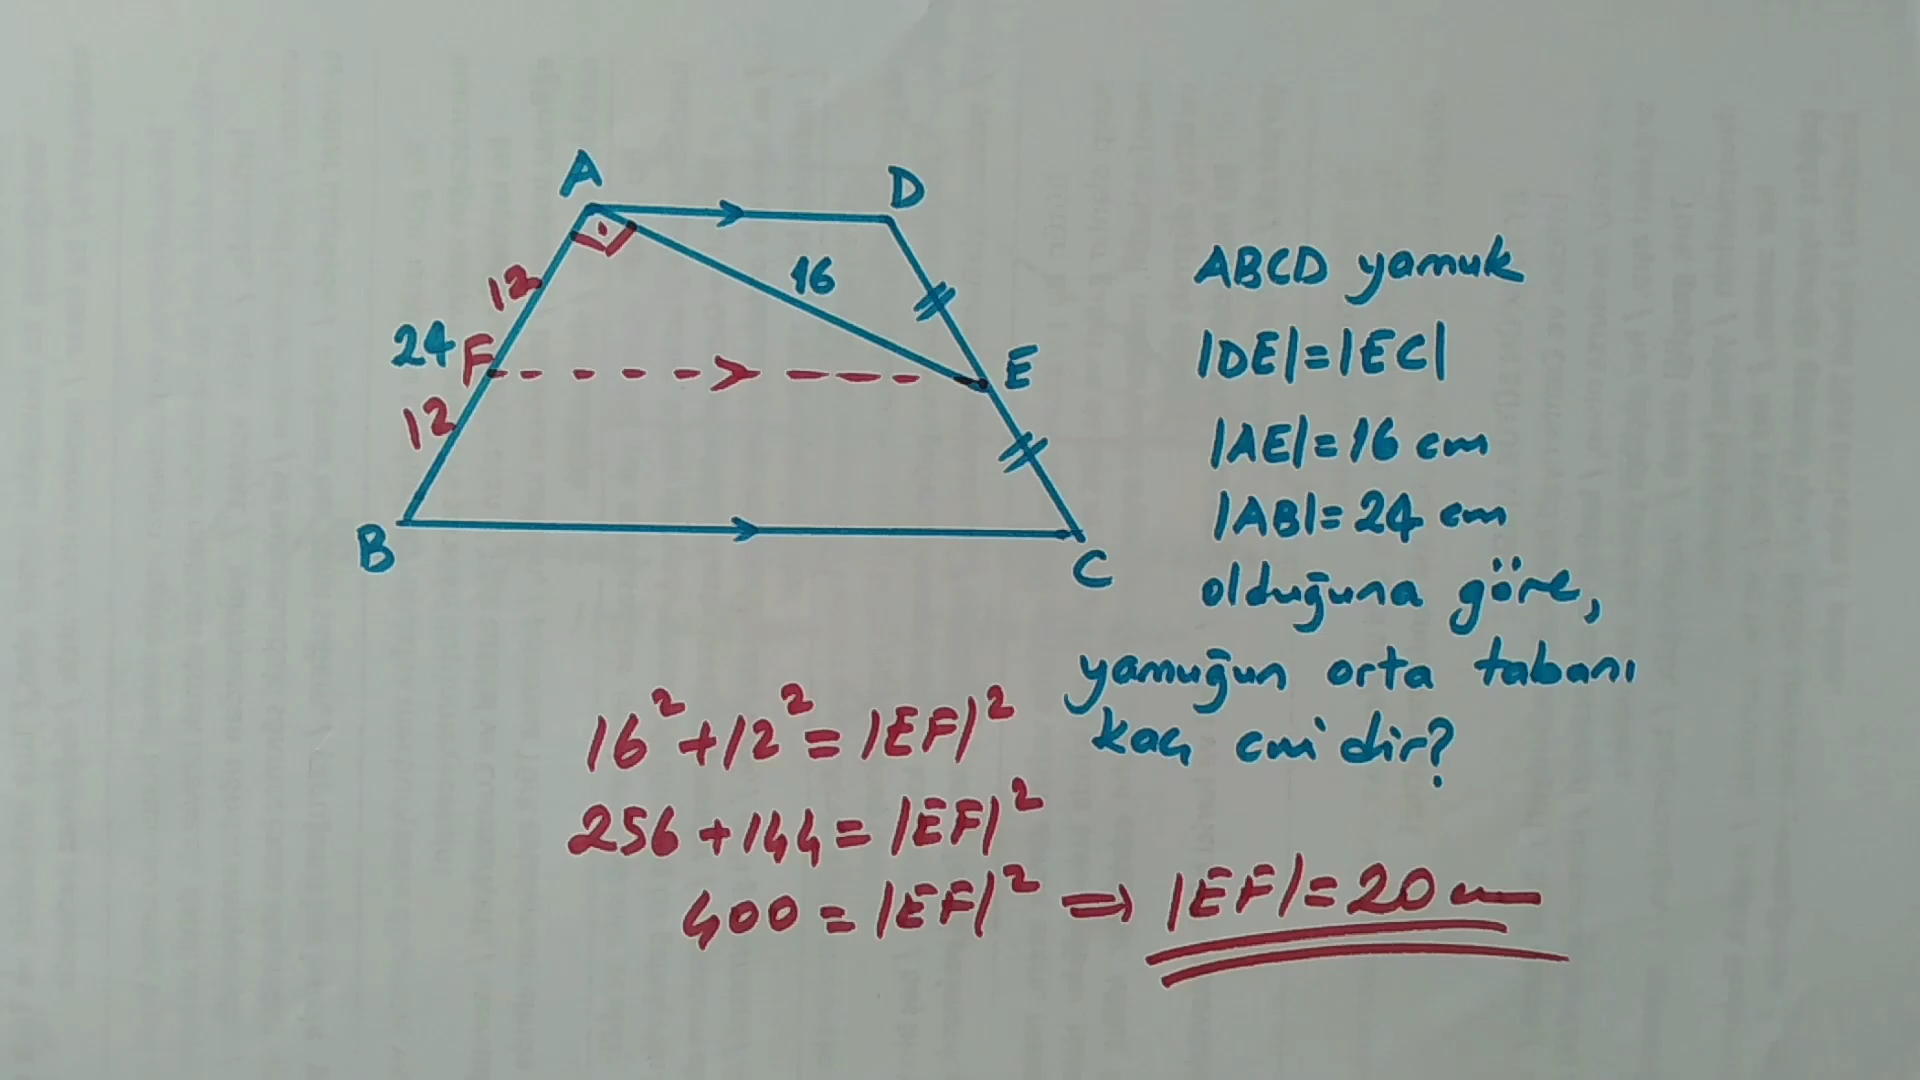 A
D
12
16
24
F
E
12
B
C
ABCD yamuk
|DE|=|EC|
|AE|=16 cm
|AB|=24 cm
olduğuna göre,
yamuğun orta tabanı
kaç cm'dir?
16²+12²=|EF|²
256+144=|EF|²
400=|EF|² ⇒ |EF|=20 cm